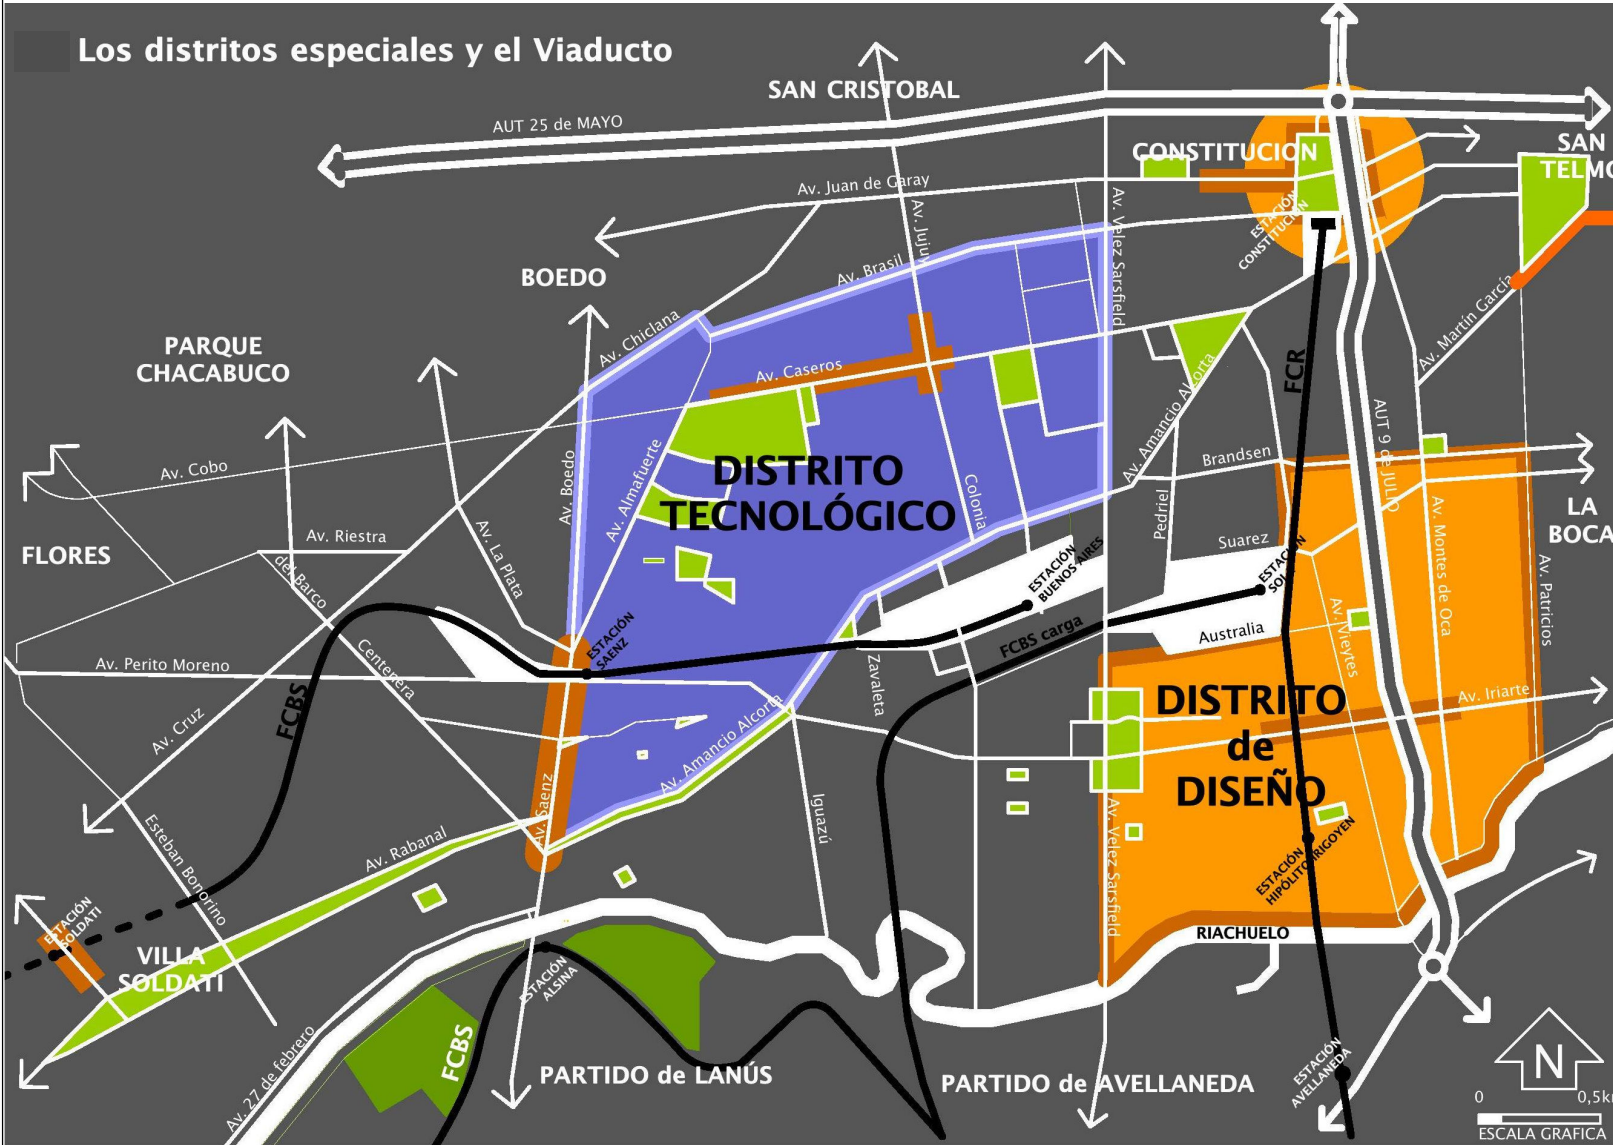 Los distritos especiales y el Viaducto
SAN CRISTOBAL
AUT 25 de MAYO
CONSTITUCION
SAN
TELMO
Av. Juan de Garay
Av. Jujuy
Av. Velez Sarsfield
ESTACIÓN
CONSTITUCIÓN
BOEDO
Av. Brasil
Av. Chiclana
Av. Martín García
PARQUE
CHACABUCO
Av. Caseros
FCR
Av. Amancio Alcorta
AUT 9 de JULIO
Av. Cobo
Av. Boedo
Av. Almafuerte
DISTRITO
TECNOLÓGICO
Colonia
Brandsen
Pedriel
Av. Montes de Oca
LA
BOCA
FLORES
Av. Riestra
Av. La Plata
del Barco
Suarez
ESTACIÓN
BUENOS AIRES
ESTACIÓN
SOL
Av. Patricios
Centenera
ESTACIÓN
SAENZ
FCBS carga
Australia
Av. Vieytes
Av. Perito Moreno
Zavaleta
FCBS
Av. Cruz
Av. Iriarte
DISTRITO
de
DISEÑO
Av. Amancio Alcorta
Av. Saenz
Iguazú
Av. Velez Sarsfield
Esteban Bonorino
Av. Rabanal
ESTACIÓN
HIPÓLITO IRIGOYEN
ESTACIÓN
SOLDATI
VILLA
SOLDATI
RIACHUELO
ESTACIÓN
ALSINA
FCBS
Av. 27 de febrero
PARTIDO de LANÚS
PARTIDO de AVELLANEDA
ESTACIÓN
AVELLANEDA
N
0 0,5km
ESCALA GRAFICA